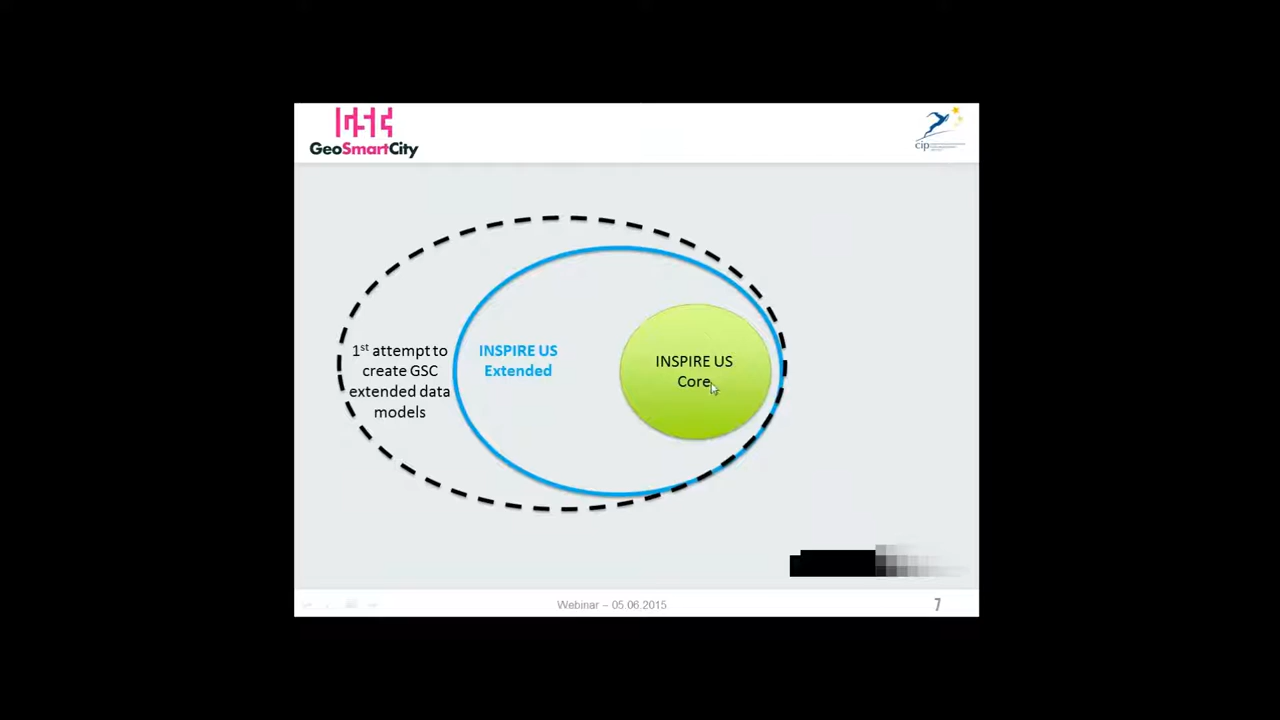 GeoSmartCity
cip
1st attempt to
create GSC
extended data
models
INSPIRE US
Extended
INSPIRE US
Core
Webinar – 05.06.2015
7